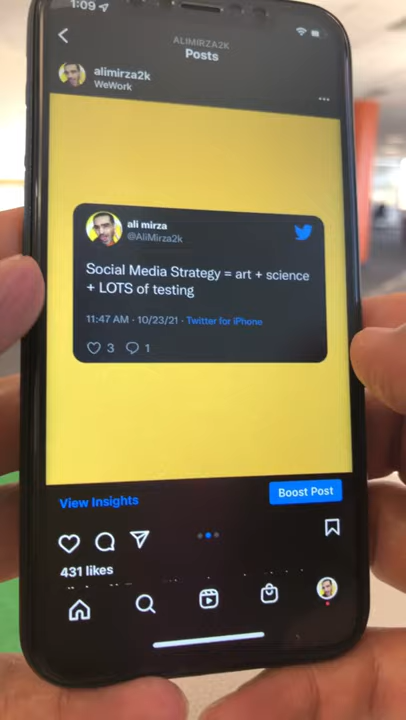 1:09
ALIMIRZA2K
Posts
alimirza2k
WeWork
ali mirza
@AliMirza2k
Social Media Strategy = art + science
+ LOTS of testing
11:47 AM · 10/23/21 · Twitter for iPhone
3 1
View Insights
Boost Post
431 likes